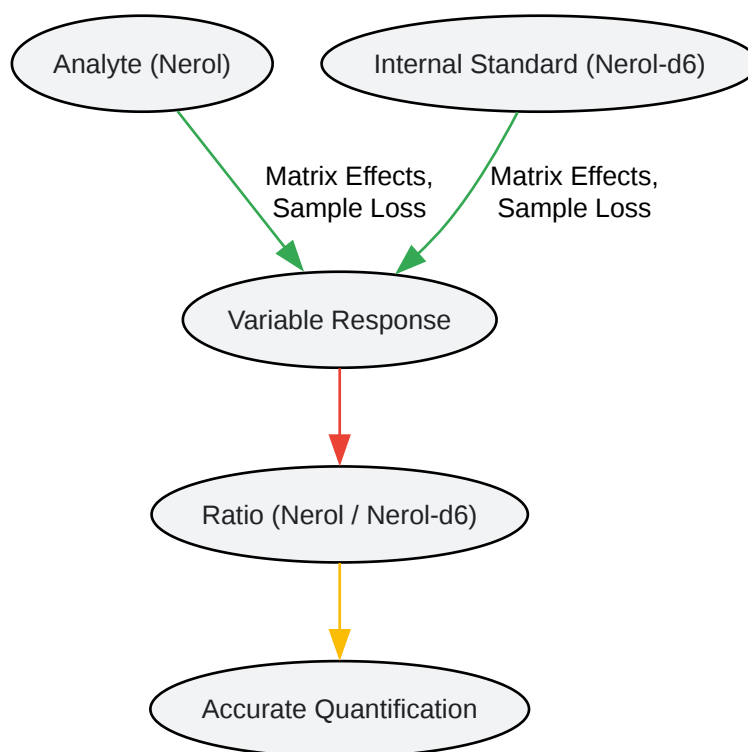 Analyte (Nerol)
Internal Standard (Nerol-d6)
Matrix Effects,
Sample Loss
Matrix Effects,
Sample Loss
Variable Response
Ratio (Nerol / Nerol-d6)
Accurate Quantification